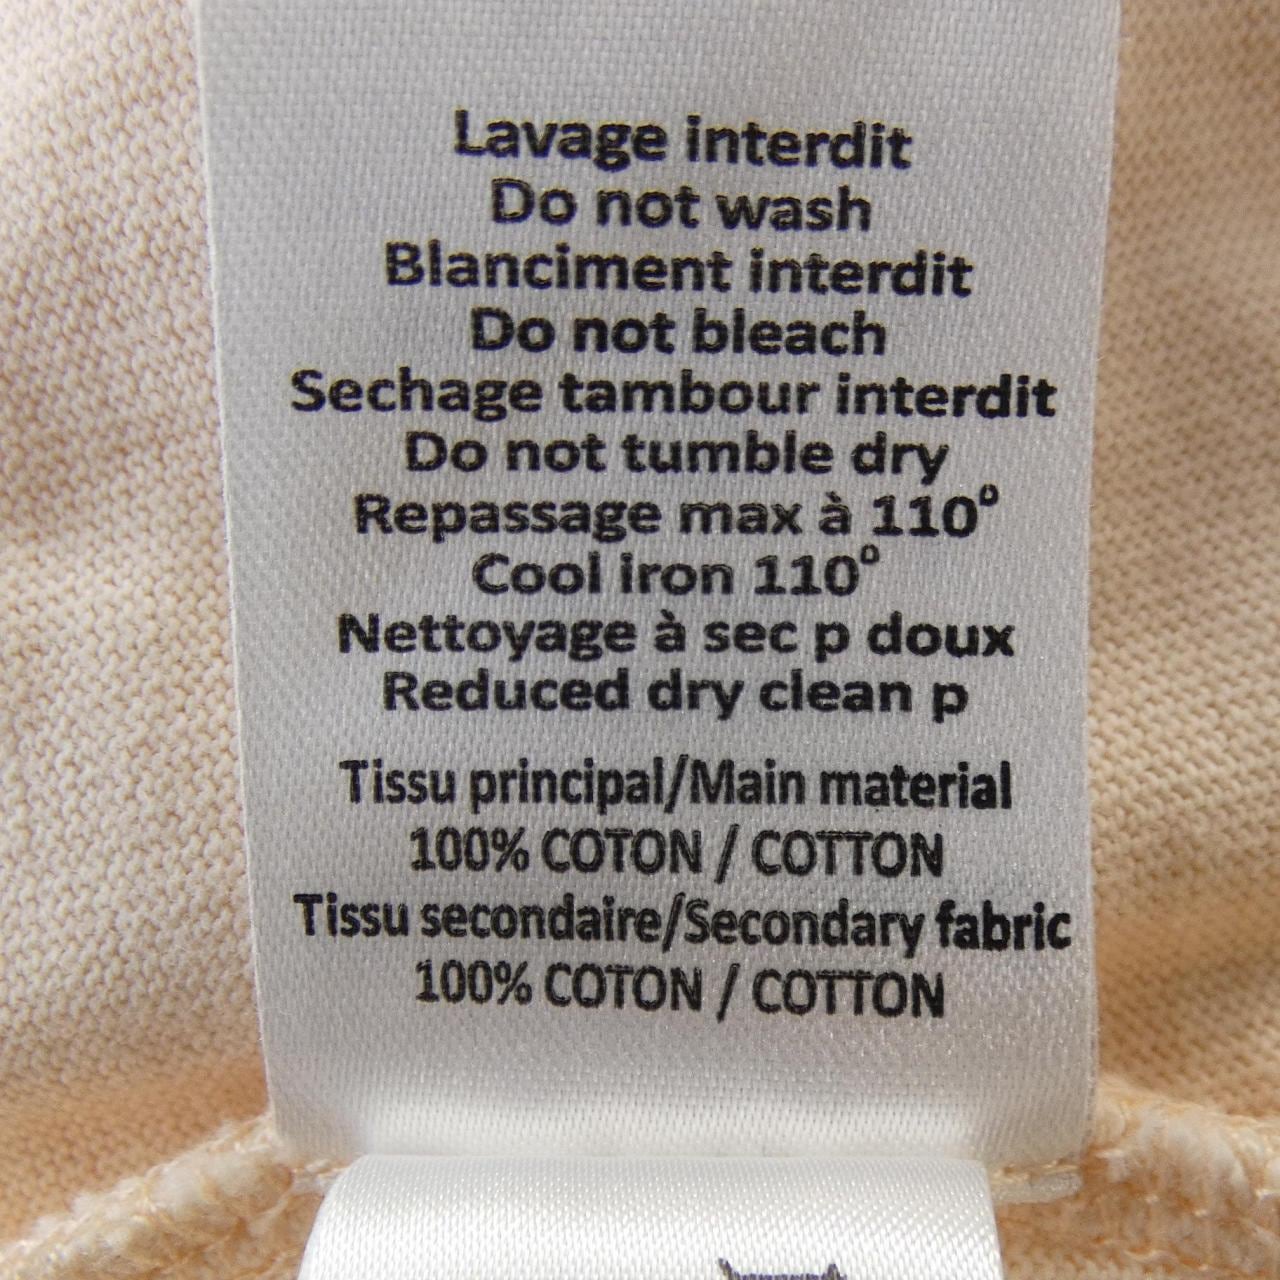 Lavage interdit
Do not wash
Blanciment interdit
Do not bleach
Sechage tambour interdit
Do not tumble dry
Repassage max à 110°
Cool iron 110°
Nettoyage à sec p doux
Reduced dry clean p
Tissu principal/Main material
100% COTON / COTTON
Tissu secondaire/Secondary fabric
100% COTON / COTTON